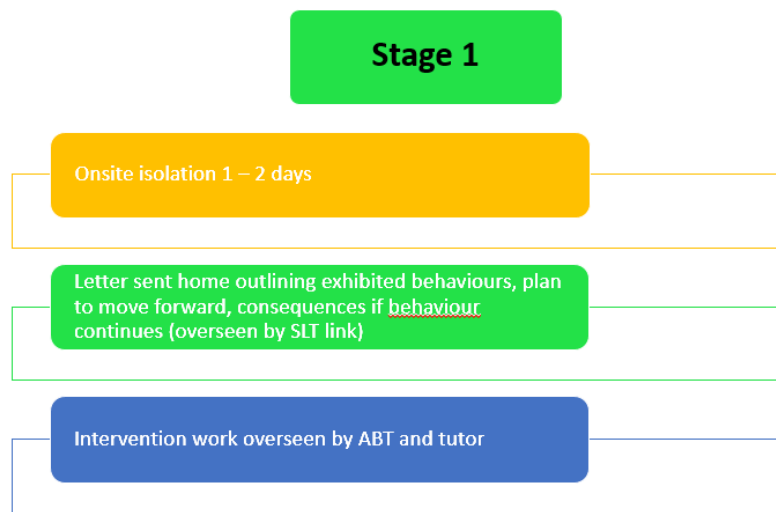 Stage 1
Onsite isolation 1 – 2 days
Letter sent home outlining exhibited behaviours, plan
to move forward, consequences if behaviour
continues (overseen by SLT link)
Intervention work overseen by ABT and tutor